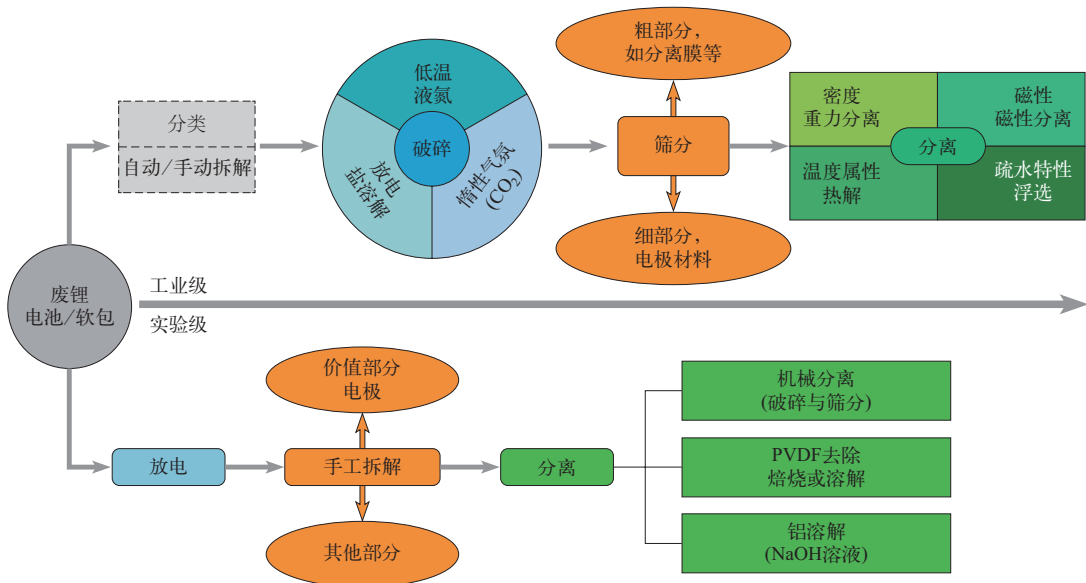 粗部分，
如分离膜等
低温
液氮
密度
重力分离
磁性
磁性分离
分类
自动/手动拆解
破碎
筛分
分离
放电
盐溶解
惰性气氛
(CO₂)
温度属性
热解
疏水特性
浮选
细部分，
电极材料
废锂
电池/软包
工业级
实验级
价值部分
电极
机械分离
(破碎与筛分)
放电
手工拆解
分离
PVDF去除
焙烧或溶解
其他部分
铝溶解
(NaOH溶液)